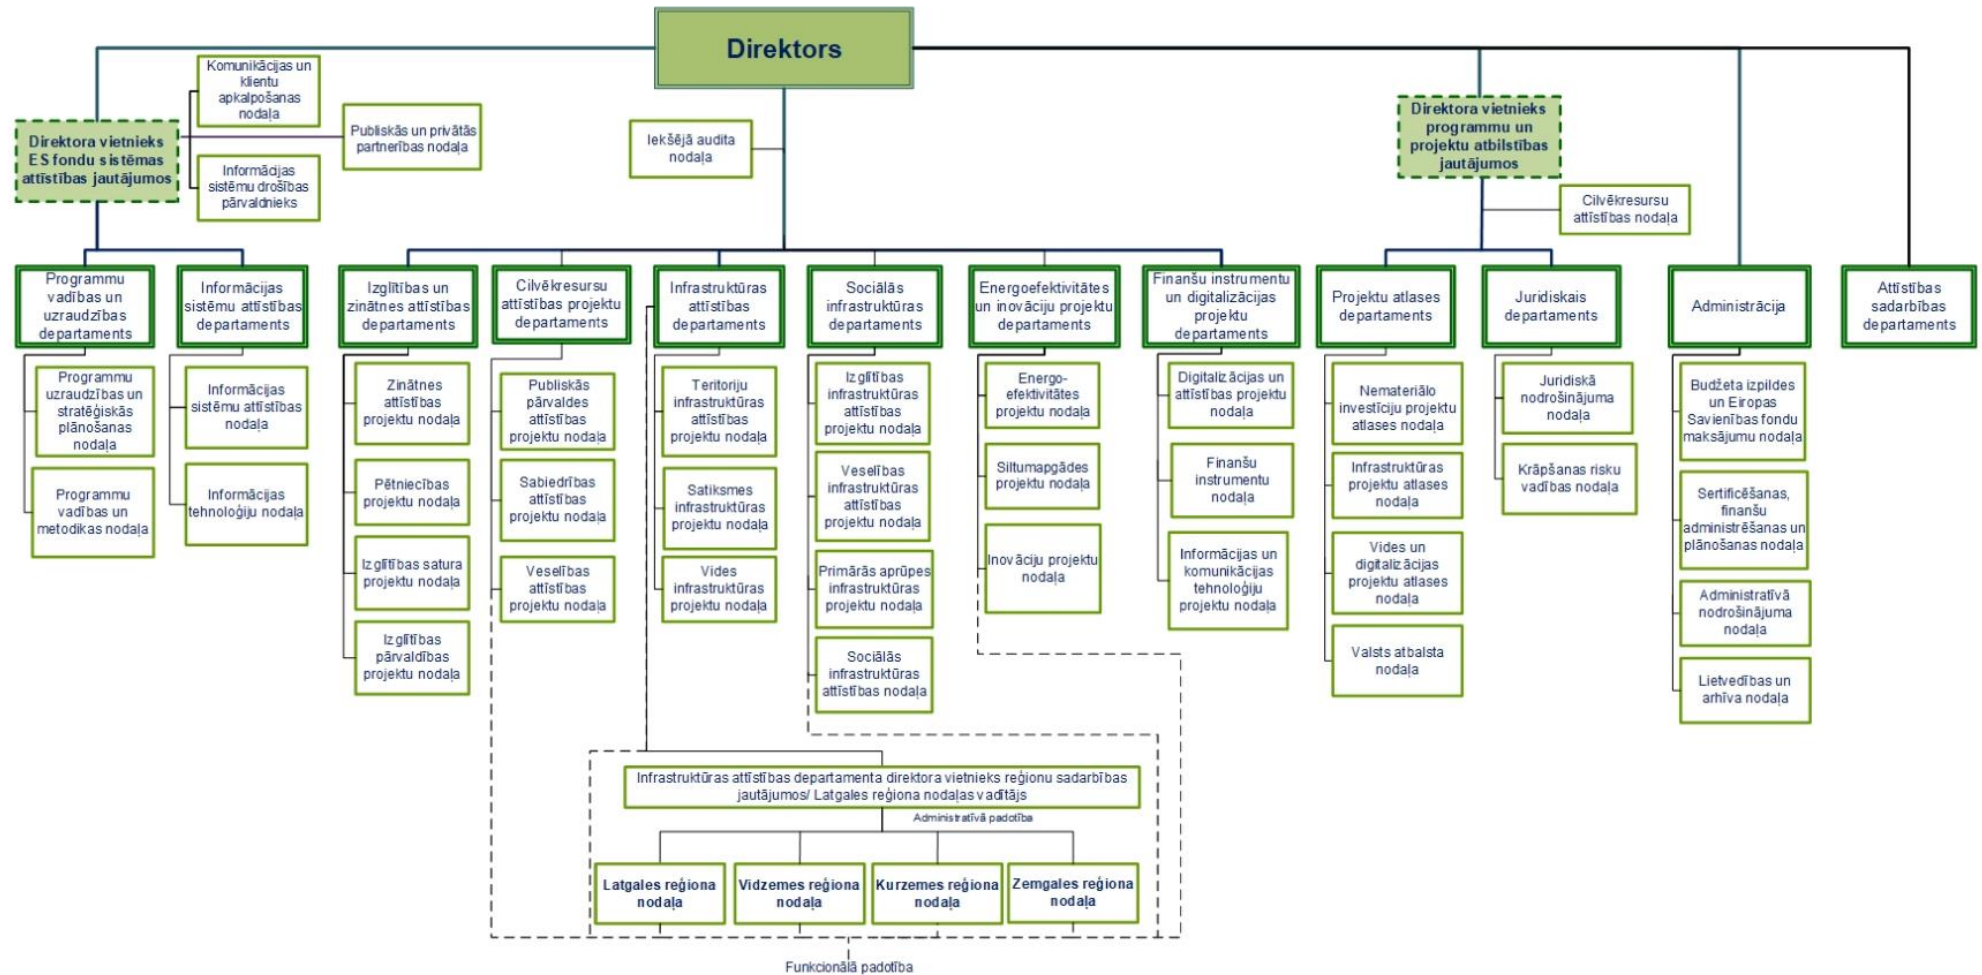 Direktors
Komunikācijas un
klientu
apkalpošanas
nodaļa
Direktora vietnieks
ES fondu sistēmas
attīstības jautājumos
Publiskās un privātās
partnerības nodaļa
Informācijas
sistēmu drošības
pārvaldnieks
Iekšējā audita
nodaļa
Direktora vietnieks
programmu un
projektu atbilstības
jautājumos
Cilvēkresursu
attīstības nodaļa
Programmu
vadības un
uzraudzības
departaments
Informācijas
sistēmu attīstības
departaments
Izglītības un
zinātnes attīstības
departaments
Cilvēkresursu
attīstības projektu
departaments
Infrastruktūras
attīstības
departaments
Sociālās
infrastruktūras
departaments
Energoefektivitātes
un inovāciju projektu
departaments
Finanšu instrumentu
un digitalizācijas
projektu
departaments
Projektu atlases
departaments
Juridiskais
departaments
Administrācija
Attīstības
sadarbības
departaments
Programmu
uzraudzības un
stratēģiskās
plānošanas
nodaļa
Programmu
vadības un
metodikas nodaļa
Informācijas
sistēmu attīstības
nodaļa
Informācijas
tehnoloģiju nodaļa
Zinātnes
attīstības
projektu nodaļa
Pētniecības
projektu nodaļa
Izglītības satura
projektu nodaļa
Izglītības
pārvaldības
projektu nodaļa
Publiskās
pārvaldes
attīstības
projektu nodaļa
Sabiedrības
attīstības
projektu nodaļa
Veselības
attīstības
projektu nodaļa
Teritoriju
infrastruktūras
attīstības
projektu nodaļa
Satiksmes
infrastruktūras
projektu nodaļa
Vides
infrastruktūras
projektu nodaļa
Izglītības
infrastruktūras
attīstības
projektu nodaļa
Veselības
infrastruktūras
attīstības
projektu nodaļa
Primārās aprūpes
infrastruktūras
projektu nodaļa
Sociālās
infrastruktūras
attīstības nodaļa
Energo-
efektivitātes
projektu nodaļa
Siltumapgādes
projektu nodaļa
Inovāciju projektu
nodaļa
Digitalizācijas un
attīstības projektu
nodaļa
Finanšu
instrumentu
nodaļa
Informācijas un
komunikācijas
tehnoloģiju
projektu nodaļa
Nemateriālo
investīciju projektu
atlases nodaļa
Infrastruktūras
projektu atlases
nodaļa
Vides un
digitalizācijas
projektu atlases
nodaļa
Valsts atbalsta
nodaļa
Juridiskā
nodrošinājuma
nodaļa
Krāpšanas risku
vadības nodaļa
Budžeta izpildes
un Eiropas
Savienības fondu
maksājumu nodaļa
Sertificēšanas,
finanšu
administrēšanas un
plānošanas nodaļa
Administratīvā
nodrošinājuma
nodaļa
Lietvedības un
arhīva nodaļa
Infrastruktūras attīstības departamenta direktora vietnieks reģionu sadarbības
jautājumos/ Latgales reģiona nodaļas vadītājs
Administratīvā padotība
Latgales reģiona
nodaļa
Vidzemes reģiona
nodaļa
Kurzemes reģiona
nodaļa
Zemgales reģiona
nodaļa
Funkcionālā padotība